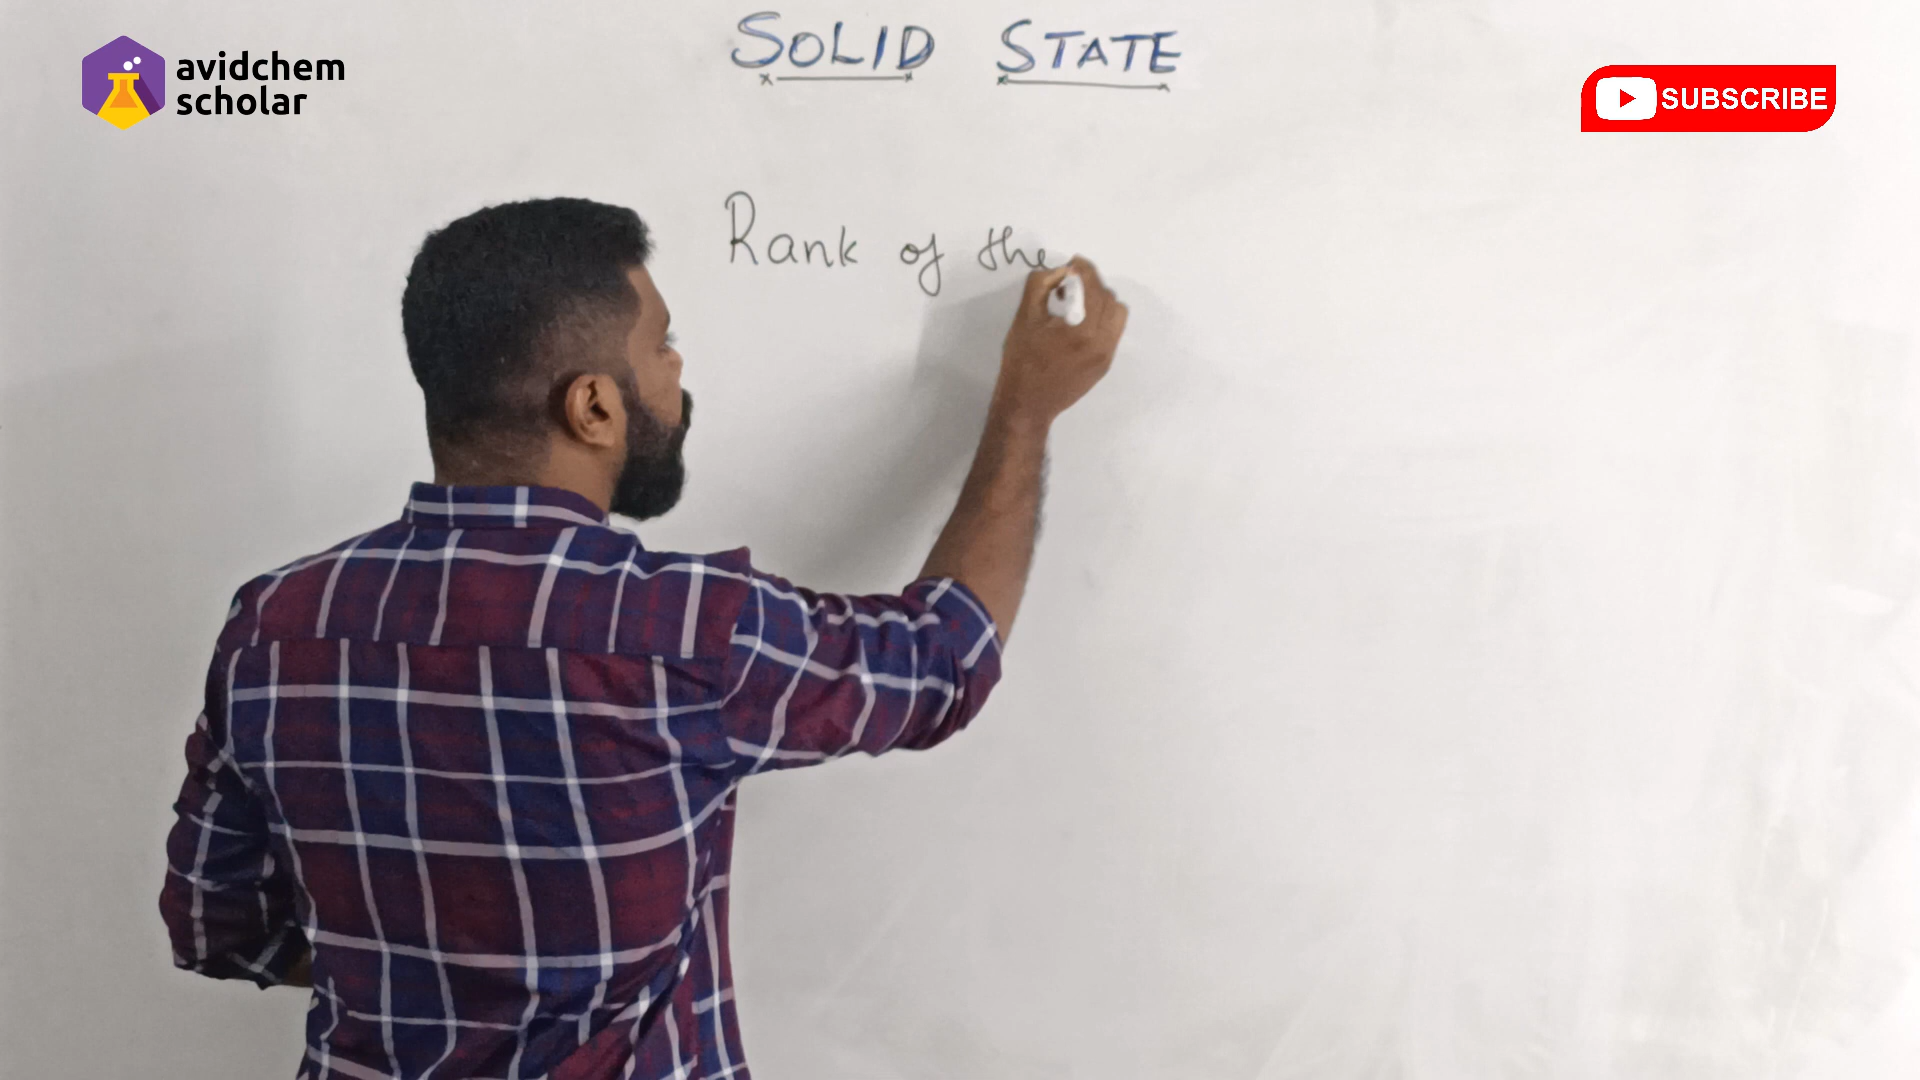 SOLID STATE
avidchem
scholar
SUBSCRIBE
Rank of the